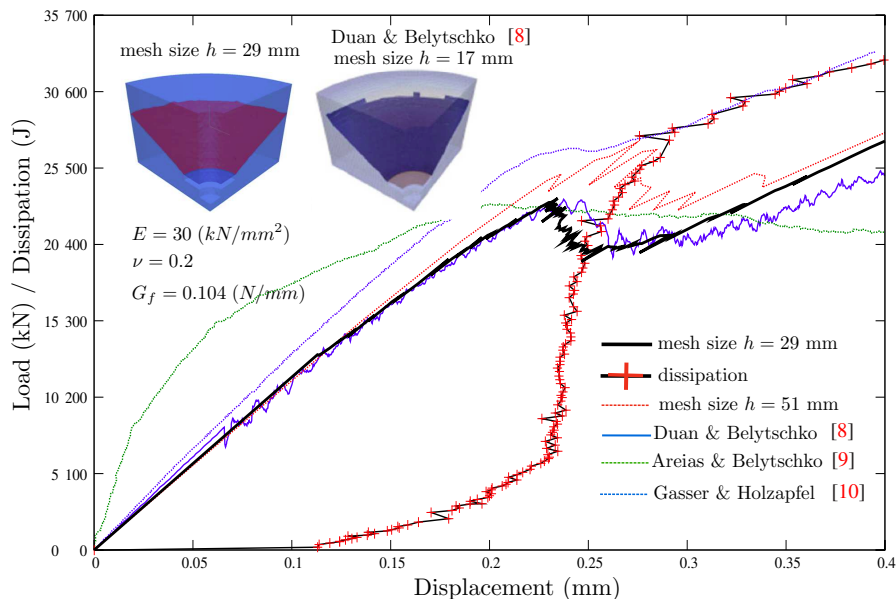 35 700
30 600
25 500
20 400
15 300
10 200
5 100
0
Load (kN) / Dissipation (J)
mesh size h = 29 mm
Duan & Belytschko [8]
mesh size h = 17 mm
E = 30 (kN/mm²)
ν = 0.2
G_f = 0.104 (N/mm)
mesh size h = 29 mm
dissipation
mesh size h = 51 mm
Duan & Belytschko [8]
Areias & Belytschko [9]
Gasser & Holzapfel [10]
0 0.05 0.1 0.15 0.2 0.25 0.3 0.35 0.4
Displacement (mm)